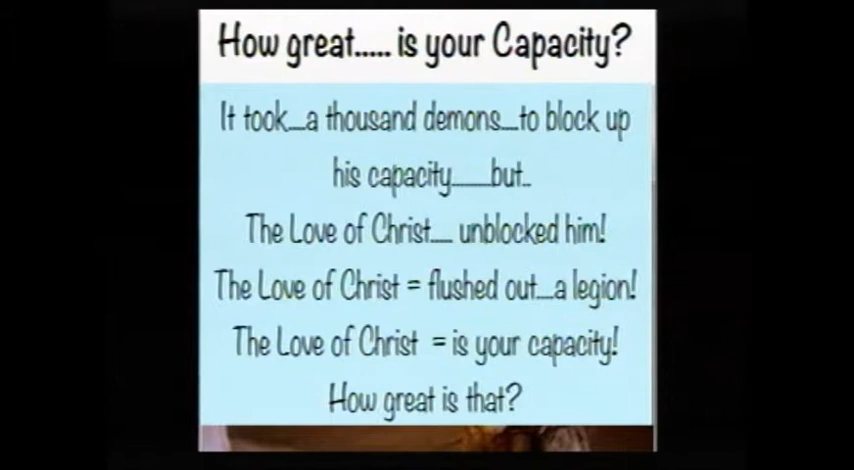 How great..... is your Capacity?
It took....a thousand demons....to block up
his capacity.........but..
The Love of Christ..... unblocked him!
The Love of Christ = flushed out....a legion!
The Love of Christ = is your capacity!
How great is that?